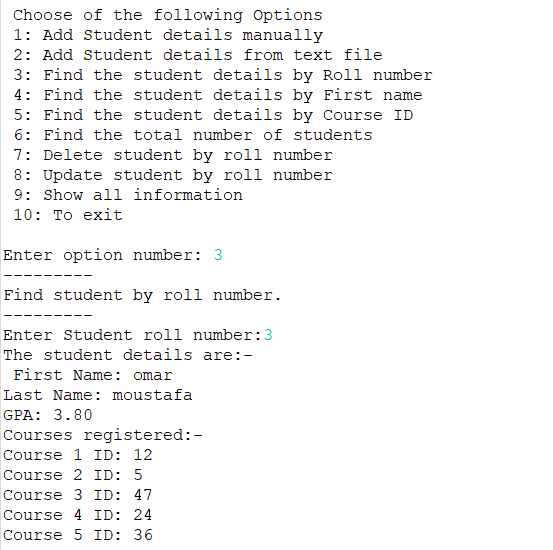 Choose of the following Options
1: Add Student details manually
2: Add Student details from text file
3: Find the student details by Roll number
4: Find the student details by First name
5: Find the student details by Course ID
6: Find the total number of students
7: Delete student by roll number
8: Update student by roll number
9: Show all information
10: To exit
Enter option number: 3
---------
Find student by roll number.
---------
Enter Student roll number:3
The student details are:-
First Name: omar
Last Name: moustafa
GPA: 3.80
Courses registered:-
Course 1 ID: 12
Course 2 ID: 5
Course 3 ID: 47
Course 4 ID: 24
Course 5 ID: 36